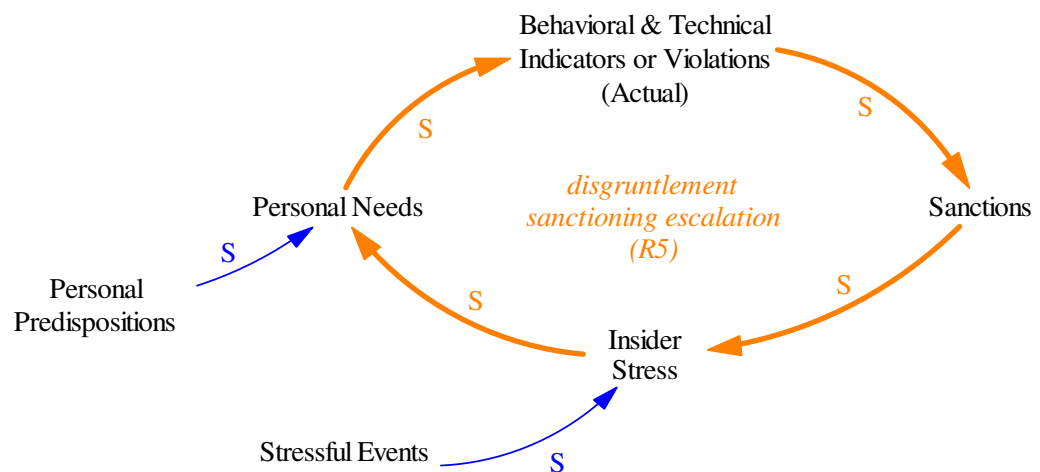 Behavioral & Technical
Indicators or Violations
(Actual)
S
S
disgruntlement
sanctioning escalation
(R5)
Personal Needs
Sanctions
S
Personal
Predispositions
S
S
Insider
Stress
Stressful Events
S